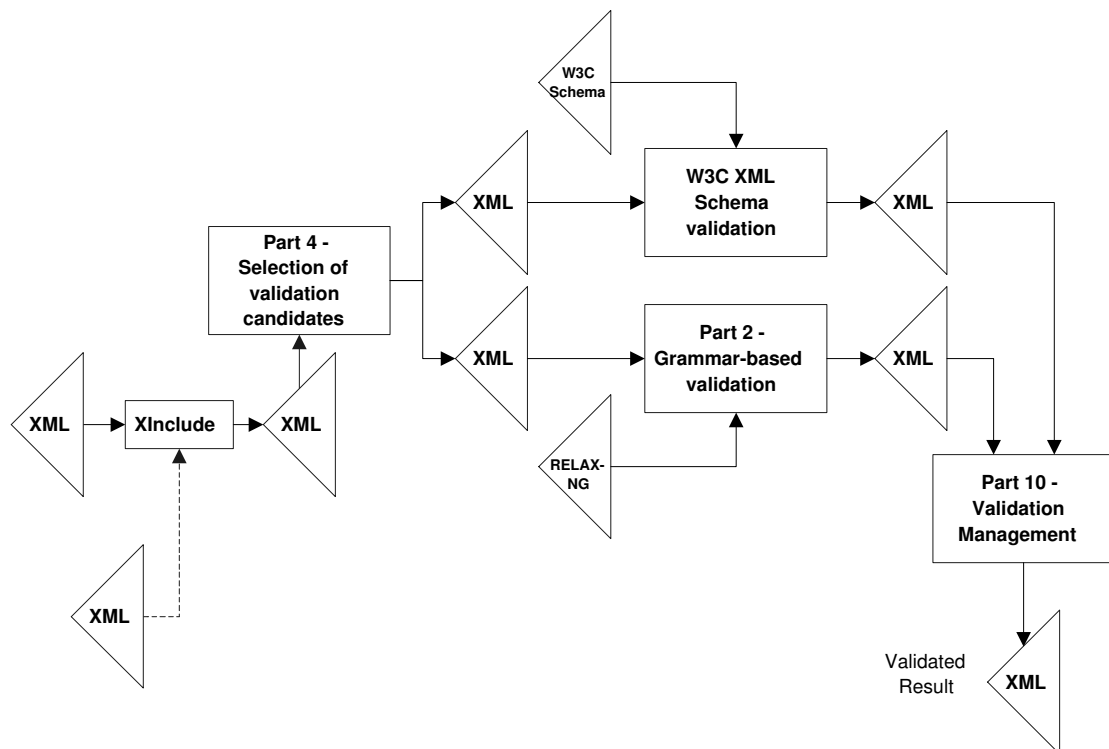 W3C
Schema
XML
W3C XML
Schema
validation
XML
Part 4 -
Selection of
validation
candidates
XML
Part 2 -
Grammar-based
validation
XML
XML
XInclude
XML
RELAX-
NG
Part 10 -
Validation
Management
XML
Validated
Result
XML